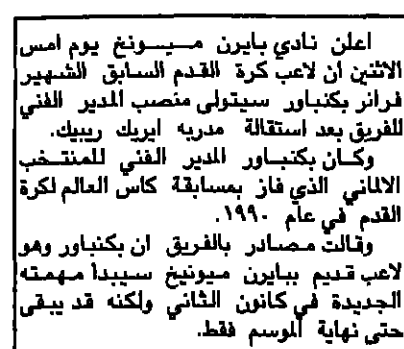 اعلن نادي بايرن ميسونخ يوم امس
الاثنين ان لاعب كرة القدم السابق الشهير
فرانز بكنباور سيتولى منصب المدير الفني
للفريق بعد استقالة مدربه ايريك ريبيك.
وكان بكنباور المدير الفني للمنتخب
الالماني الذي فاز بمسابقة كاس العالم لكرة
القدم في عام ١٩٩٠.
وقالت مصادر بالفريق ان بكنباور وهو
لاعب قديم ببايرن ميونيخ سيبدا مهمته
الجديدة في كانون الثاني ولكنه قد يبقى
حتى نهاية الموسم فقط.